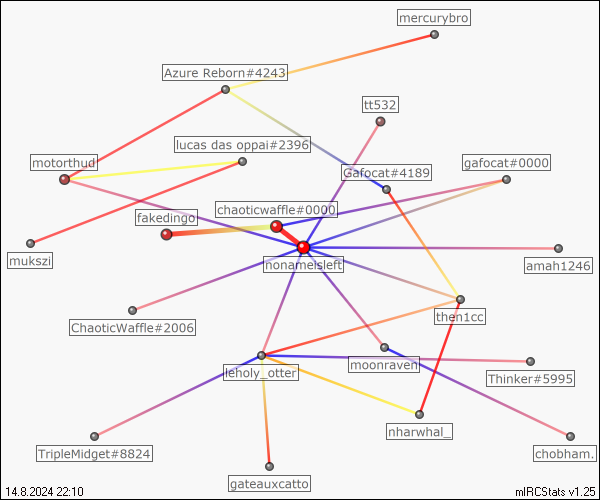 mercurybro
Azure Reborn#4243
tt532
lucas das oppai#2396
motorthud
gafocat#0000
Gafocat#4189
chaoticwaffle#0000
fakedingo
mukszi
nonameisleft
amah1246
ChaoticWaffle#2006
then1cc
leholy_otter
moonraven
Thinker#5995
nharwhal_
TripleMidget#8824
chobham.
gateauxcatto
14.8.2024 22:10
mIRCStats v1.25